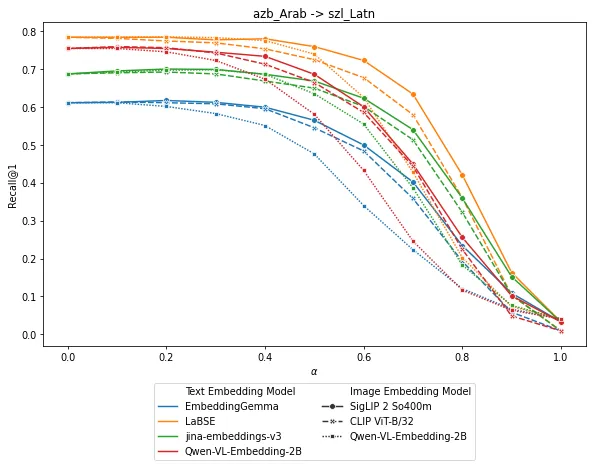 azb_Arab -> szl_Latn
Recall@1
0.8
0.7
0.6
0.5
0.4
0.3
0.2
0.1
0.0
0.0
0.2
0.4
0.6
0.8
1.0
α
Text Embedding Model
EmbeddingGemma
LaBSE
jina-embeddings-v3
Qwen-VL-Embedding-2B
Image Embedding Model
SigLIP 2 So400m
CLIP ViT-B/32
Qwen-VL-Embedding-2B